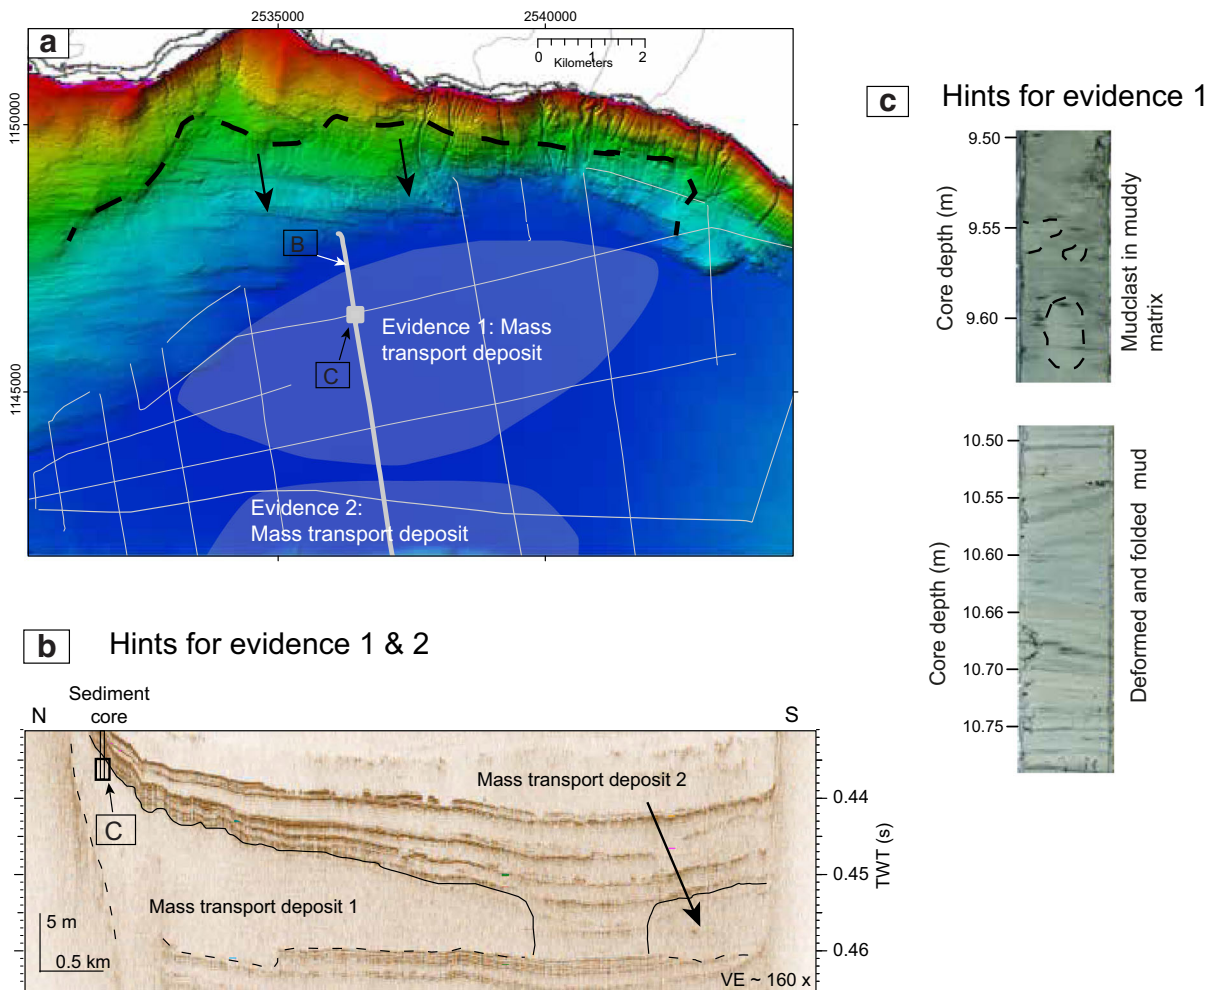 2535000 2540000
a
0 1 2
Kilometers
1150000
1145000
B
C
Evidence 1: Mass
transport deposit
Evidence 2:
Mass transport deposit
b Hints for evidence 1 & 2
Sediment
core
N
S
C
Mass transport deposit 2
Mass transport deposit 1
5 m
0.5 km
VE ~ 160 x
0.44
0.45
0.46
TWT (s)
c Hints for evidence 1
9.50
9.55
9.60
Core depth (m)
Mudclast in muddy
matrix
10.50
10.55
10.60
10.66
10.70
10.75
Core depth (m)
Deformed and folded mud